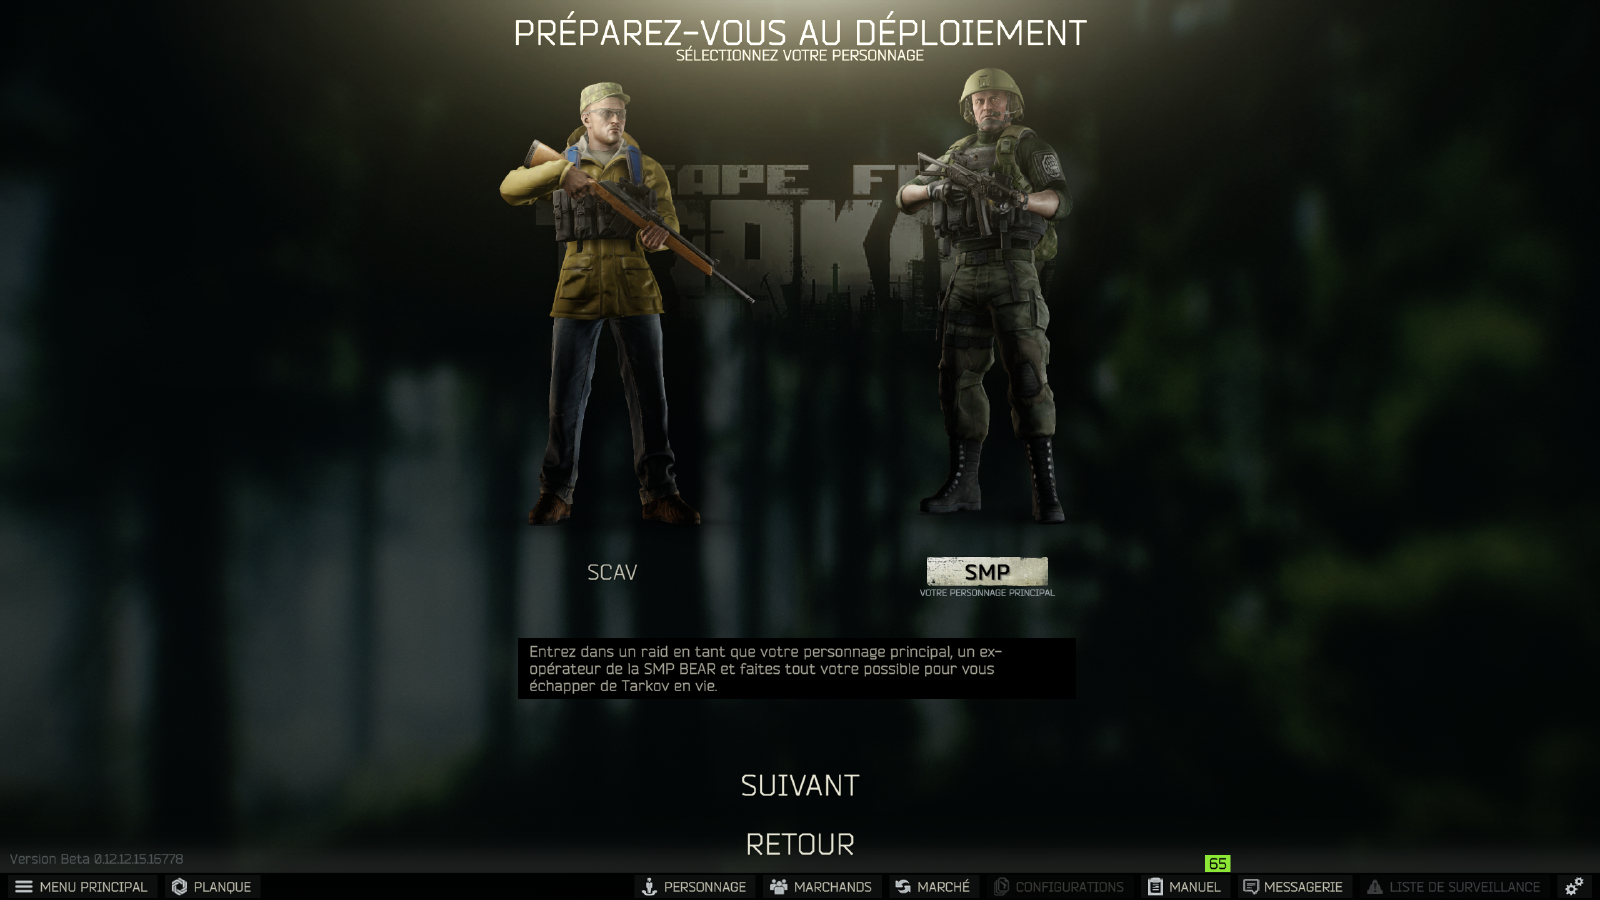 PRÉPAREZ-VOUS AU DÉPLOIEMENT
SÉLECTIONNEZ VOTRE PERSONNAGE
SCAV
SMP
VOTRE PERSONNAGE PRINCIPAL
Entrez dans un raid en tant que votre personnage principal, un ex-
opérateur de la SMP BEAR et faites tout votre possible pour vous
échapper de Tarkov en vie.
SUIVANT
RETOUR
Version Beta 0.12.12.15.16778
65
MENU PRINCIPAL
PLANQUE
PERSONNAGE
MARCHANDS
MARCHÉ
CONFIGURATIONS
MANUEL
MESSAGERIE
LISTE DE SURVEILLANCE